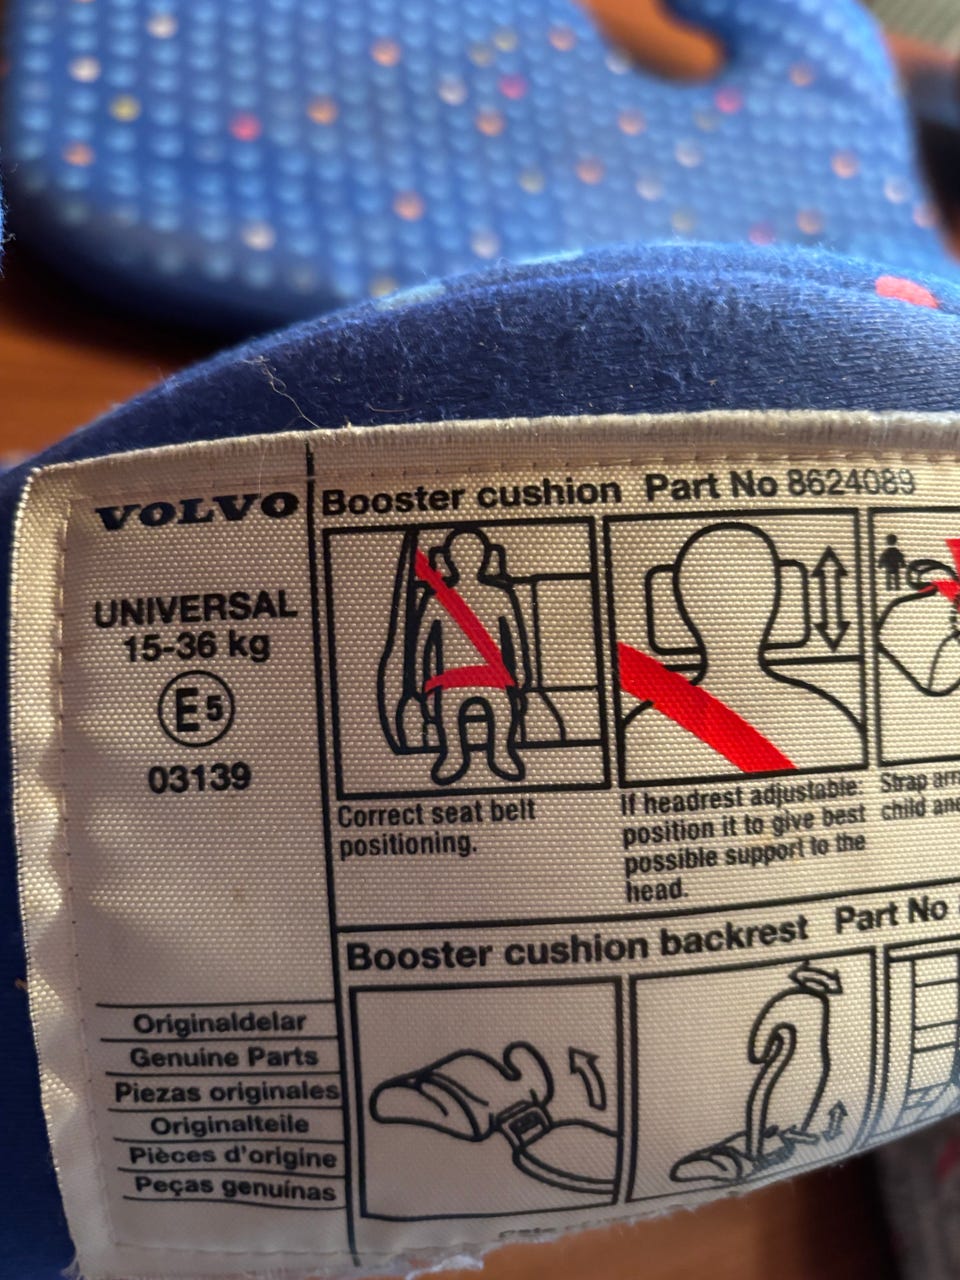 VOLVO
UNIVERSAL
15-36 kg
E5
03139
Originaldelar
Genuine Parts
Piezas originales
Originalteile
Pièces d'origine
Peças genuínas
Booster cushion Part No 8624089
Correct seat belt
positioning.
If headrest adjustable:
position it to give best
possible support to the
head.
Strap
child
Booster cushion backrest Part No